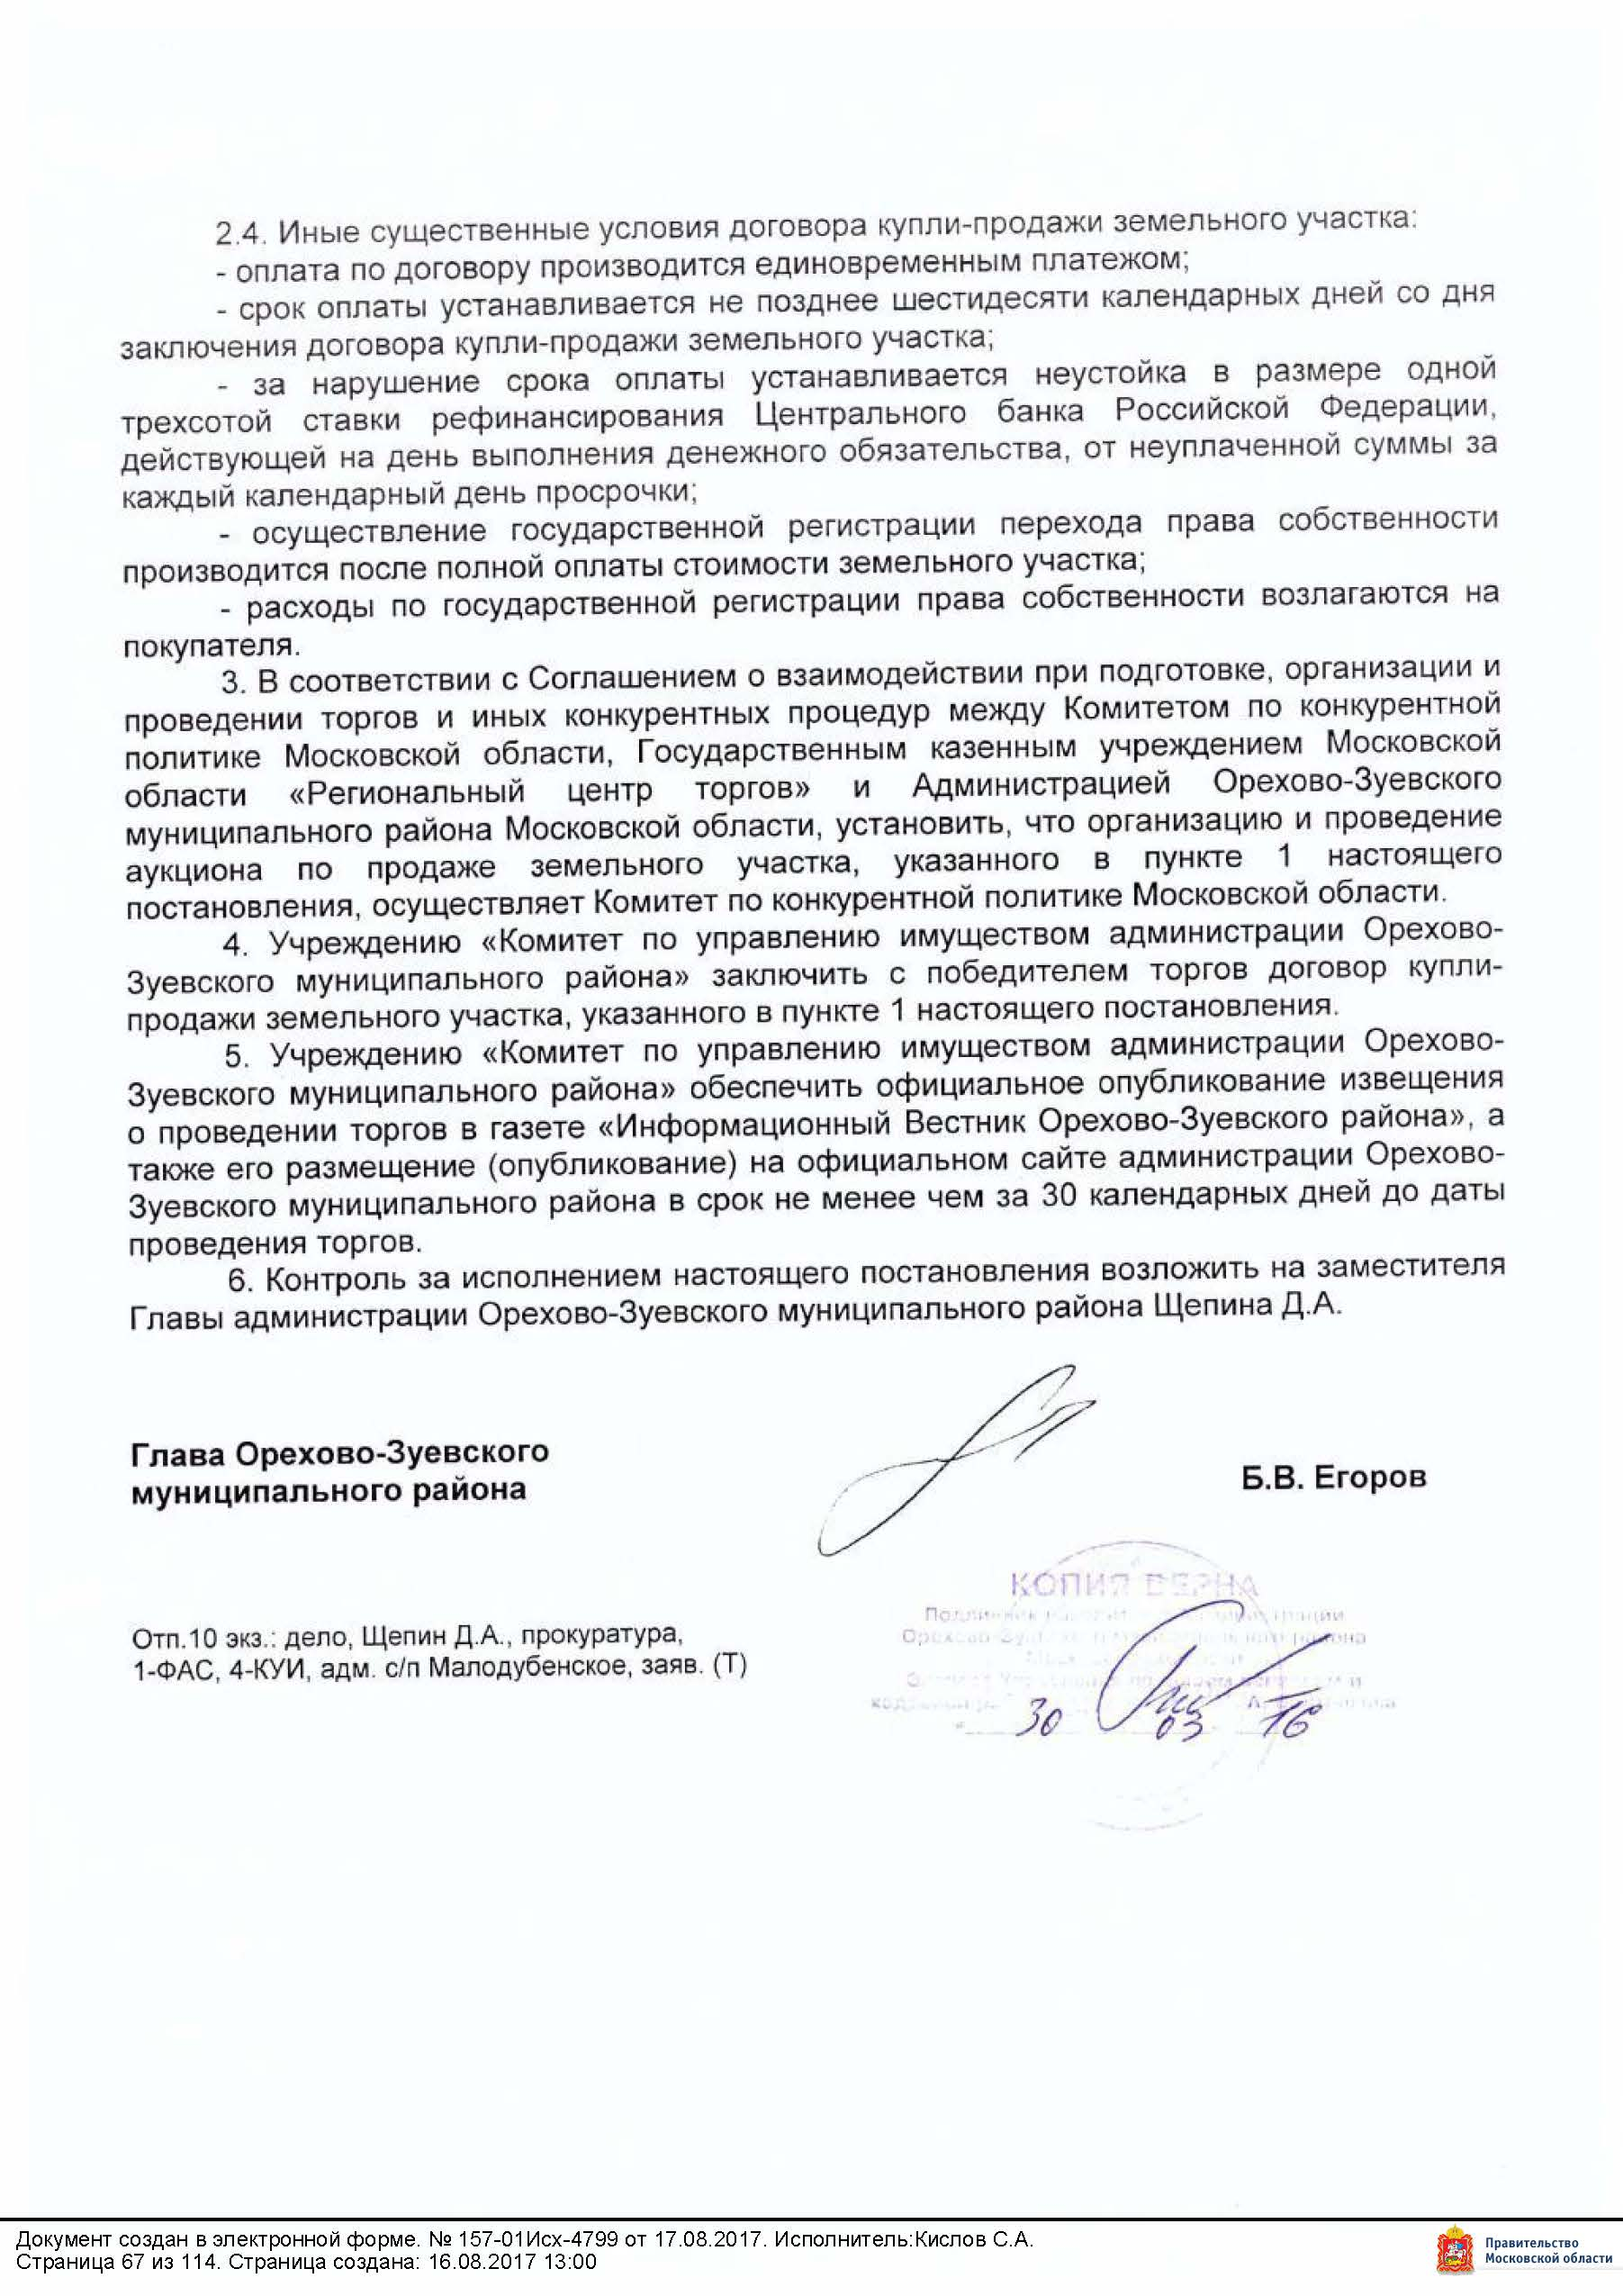 2.4. Иные существенные условия договора купли-продажи земельного участка:
- оплата по договору производится единовременным платежом;
- срок оплаты устанавливается не позднее шестидесяти календарных дней со дня
заключения договора купли-продажи земельного участка;
- за нарушение срока оплаты устанавливается неустойка в размере одной
трехсотой ставки рефинансирования Центрального банка Российской Федерации,
действующей на день выполнения денежного обязательства, от неуплаченной суммы за
каждый календарный день просрочки;
- осуществление государственной регистрации перехода права собственности
производится после полной оплаты стоимости земельного участка;
- расходы по государственной регистрации права собственности возлагаются на
покупателя.
3. В соответствии с Соглашением о взаимодействии при подготовке, организации и
проведении торгов и иных конкурентных процедур между Комитетом по конкурентной
политике Московской области, Государственным казенным учреждением Московской
области «Региональный центр торгов» и Администрацией Орехово-Зуевского
муниципального района Московской области, установить, что организацию и проведение
аукциона по продаже земельного участка, указанного в пункте 1 настоящего
постановления, осуществляет Комитет по конкурентной политике Московской области.
4. Учреждению «Комитет по управлению имуществом администрации Орехово-
Зуевского муниципального района» заключить с победителем торгов договор купли-
продажи земельного участка, указанного в пункте 1 настоящего постановления.
5. Учреждению «Комитет по управлению имуществом администрации Орехово-
Зуевского муниципального района» обеспечить официальное опубликование извещения
о проведении торгов в газете «Информационный Вестник Орехово-Зуевского района», а
также его размещение (опубликование) на официальном сайте администрации Орехово-
Зуевского муниципального района в срок не менее чем за 30 календарных дней до даты
проведения торгов.
6. Контроль за исполнением настоящего постановления возложить на заместителя
Главы администрации Орехово-Зуевского муниципального района Щепина Д.А.
Глава Орехово-Зуевского
муниципального района
Б.В. Егоров
КОПИЯ ВЕРНА
30 03 16
Отп.10 экз.: дело, Щепин Д.А., прокуратура,
1-ФАС, 4-КУИ, адм. с/п Малодубенское, заяв. (Т)
Документ создан в электронной форме. № 157-01Исх-4799 от 17.08.2017. Исполнитель:Кислов С.А.
Страница 67 из 114. Страница создана: 16.08.2017 13:00
Правительство
Московской области